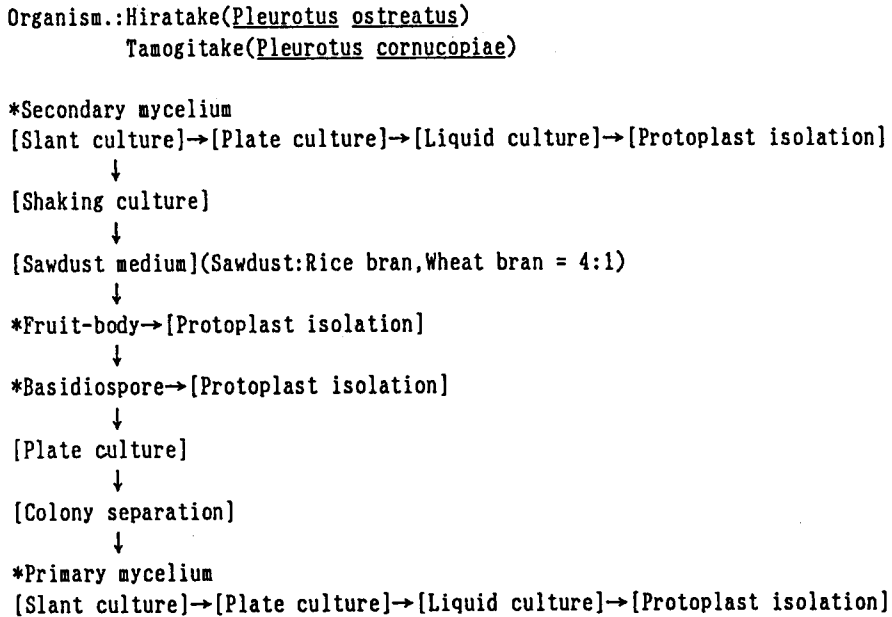 Organism.:Hiratake(Pleurotus ostreatus)
Tamogitake(Pleurotus cornucopiae)
*Secondary mycelium
[Slant culture]→[Plate culture]→[Liquid culture]→[Protoplast isolation]
↓
[Shaking culture]
↓
[Sawdust medium](Sawdust:Rice bran,Wheat bran = 4:1)
↓
*Fruit-body→[Protoplast isolation]
↓
*Basidiospore→[Protoplast isolation]
↓
[Plate culture]
↓
[Colony separation]
↓
*Primary mycelium
[Slant culture]→[Plate culture]→[Liquid culture]→[Protoplast isolation]